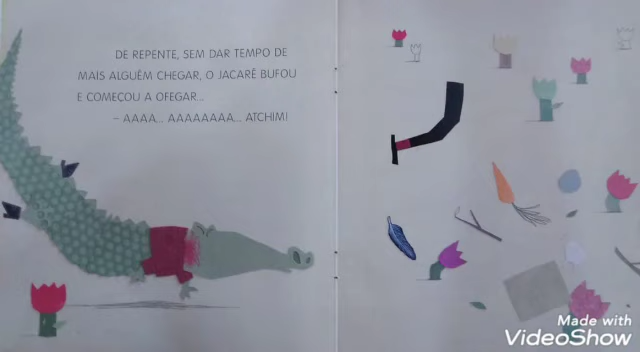 DE REPENTE, SEM DAR TEMPO DE
MAIS ALGUÉM CHEGAR, O JACARÉ BUFOU
E COMEÇOU A OFEGAR...
– AAAA... AAAAAAAA... ATCHIM!
Made with
VideoShow